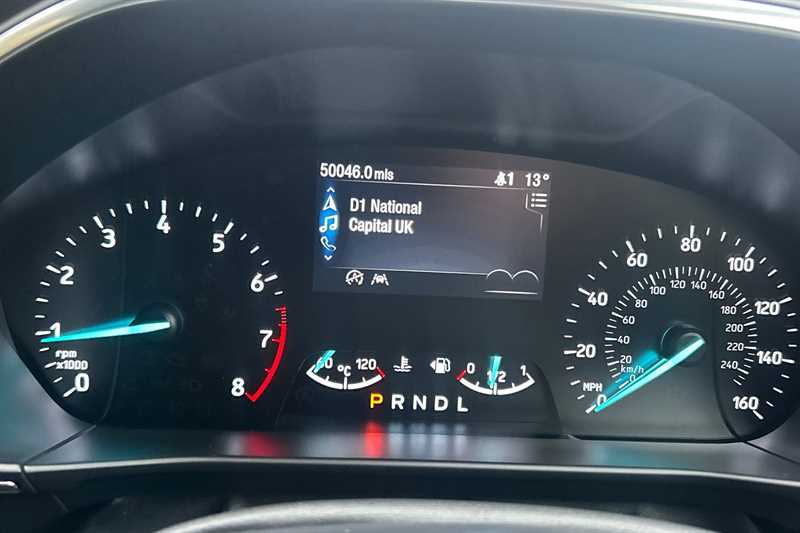 50046.0 mls
1 13°
D1 National
Capital UK
0 1 2 3 4 5 6 7 8
rpm
x1000
60 °C 120
0 1/2 1
P R N D L
0 20 40 60 80 100 120 140 160
MPH
0 20 40 60 80 100 120 140 160 180 200 220 240
km/h